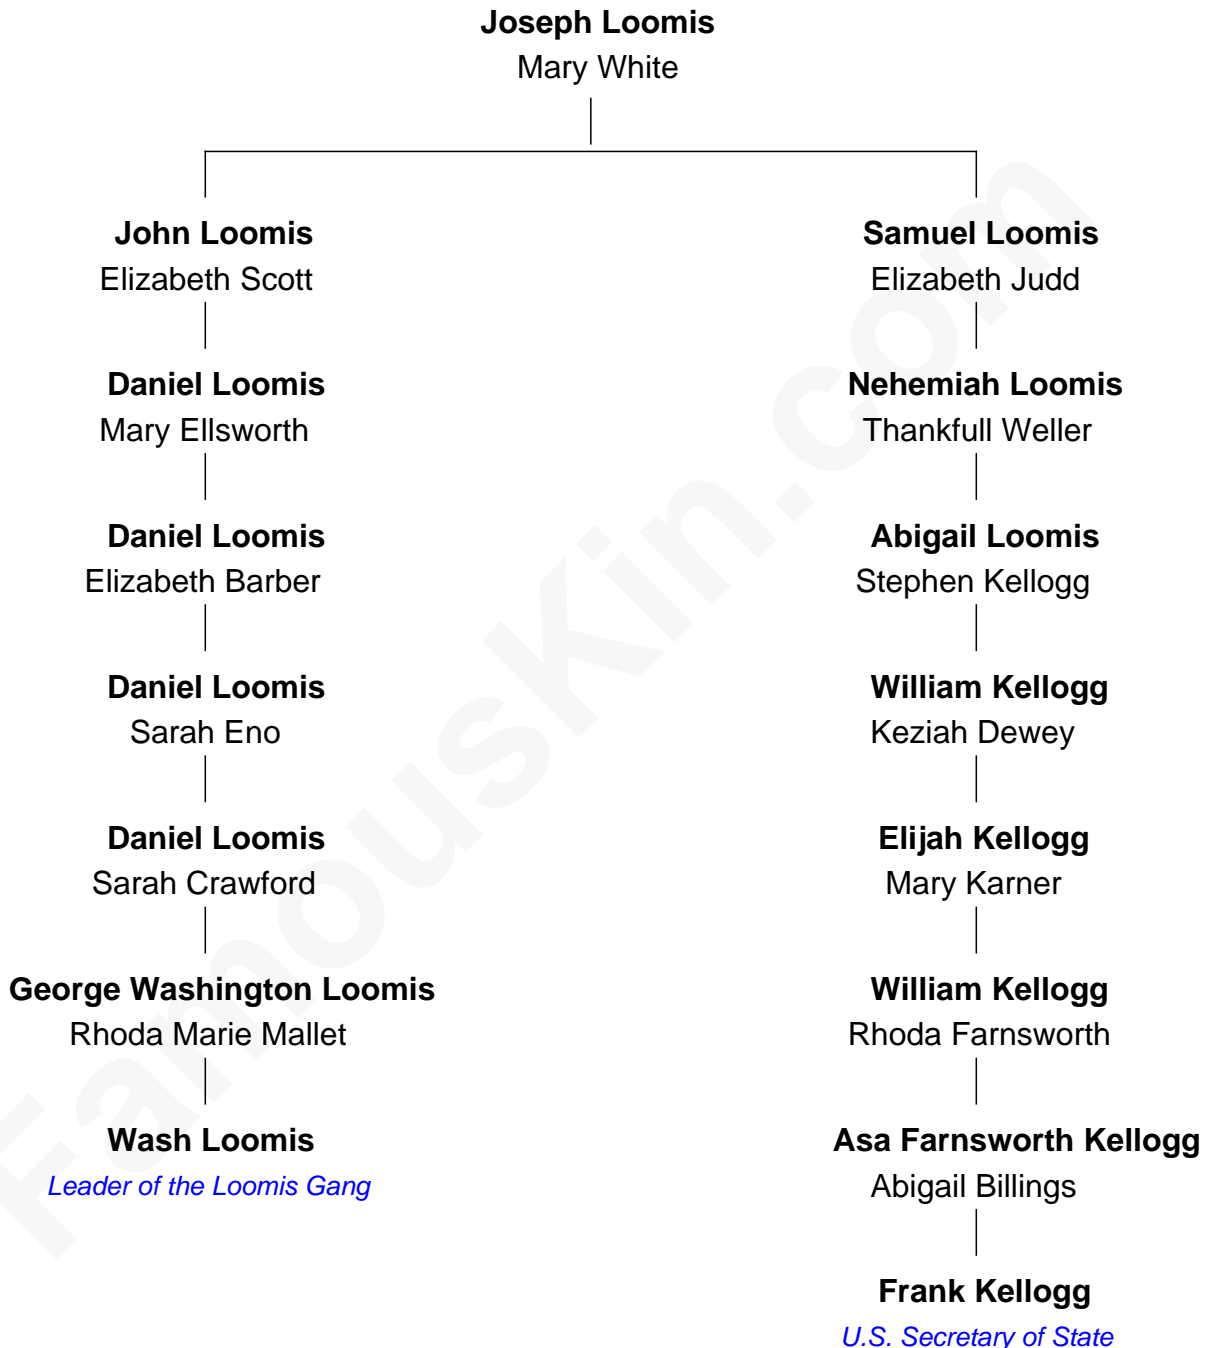 Joseph Loomis
Mary White
John Loomis
Elizabeth Scott
Samuel Loomis
Elizabeth Judd
Daniel Loomis
Mary Ellsworth
Nehemiah Loomis
Thankfull Weller
Daniel Loomis
Elizabeth Barber
Abigail Loomis
Stephen Kellogg
Daniel Loomis
Sarah Eno
William Kellogg
Keziah Dewey
Daniel Loomis
Sarah Crawford
Elijah Kellogg
Mary Karner
George Washington Loomis
Rhoda Marie Mallet
William Kellogg
Rhoda Farnsworth
Wash Loomis
Leader of the Loomis Gang
Asa Farnsworth Kellogg
Abigail Billings
Frank Kellogg
U.S. Secretary of State
FamousKin.com